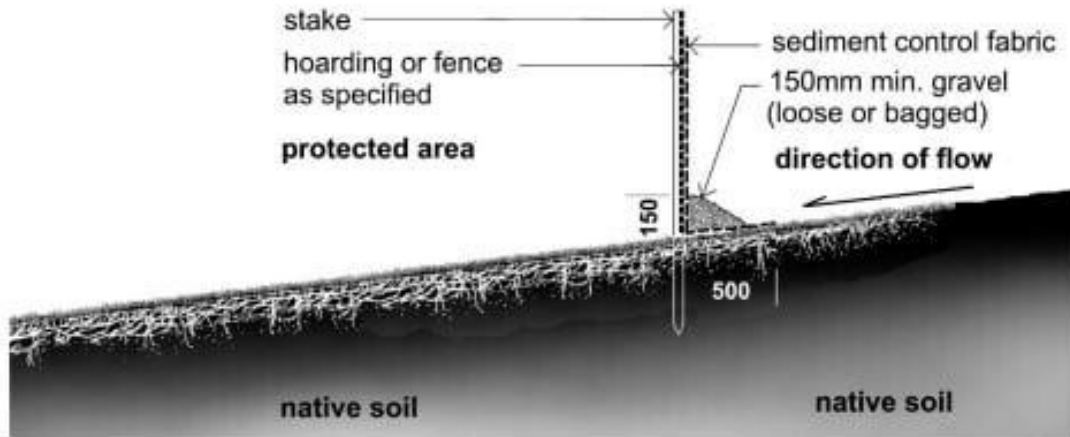 stake
hoarding or fence
as specified
protected area
sediment control fabric
150mm min. gravel
(loose or bagged)
direction of flow
150
500
native soil
native soil